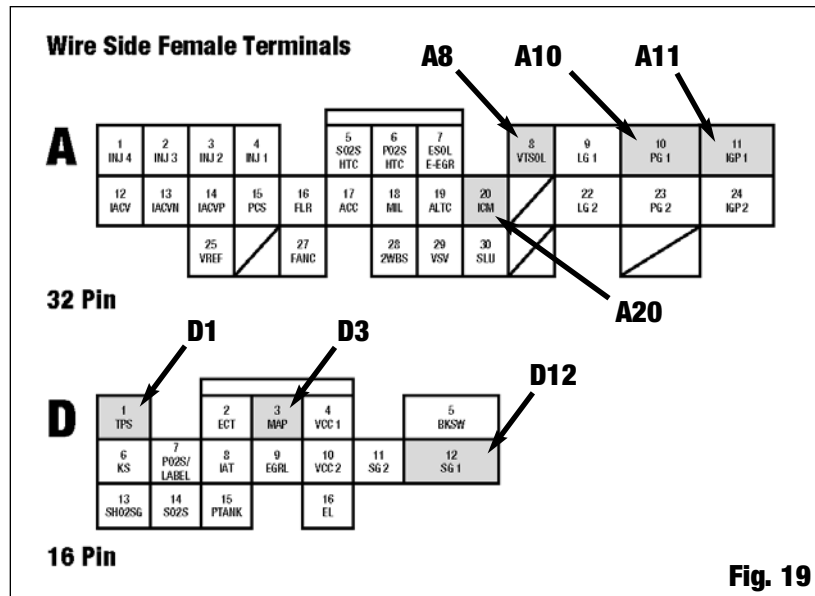 Wire Side Female Terminals
A8 A10 A11
A
1 INJ 4
2 INJ 3
3 INJ 2
4 INJ 1
5 SO2S HTC
6 PO2S HTC
7 ESOL E-EGR
8 VTSOL
9 LG 1
10 PG 1
11 IGP 1
12 IACV
13 IACVN
14 IACVP
15 PCS
16 FLR
17 ACC
18 MIL
19 ALTC
20 ICM
22 LG 2
23 PG 2
24 IGP 2
25 VREF
27 FANC
28 2WBS
29 VSV
30 SLU
32 Pin
A20
D1 D3
D12
D
1 TPS
2 ECT
3 MAP
4 VCC 1
5 BKSW
6 KS
7 PO2S/ LABEL
8 IAT
9 EGRL
10 VCC 2
11 SG 2
12 SG 1
13 SHO2SG
14 SO2S
15 PTANK
16 EL
16 Pin
Fig. 19